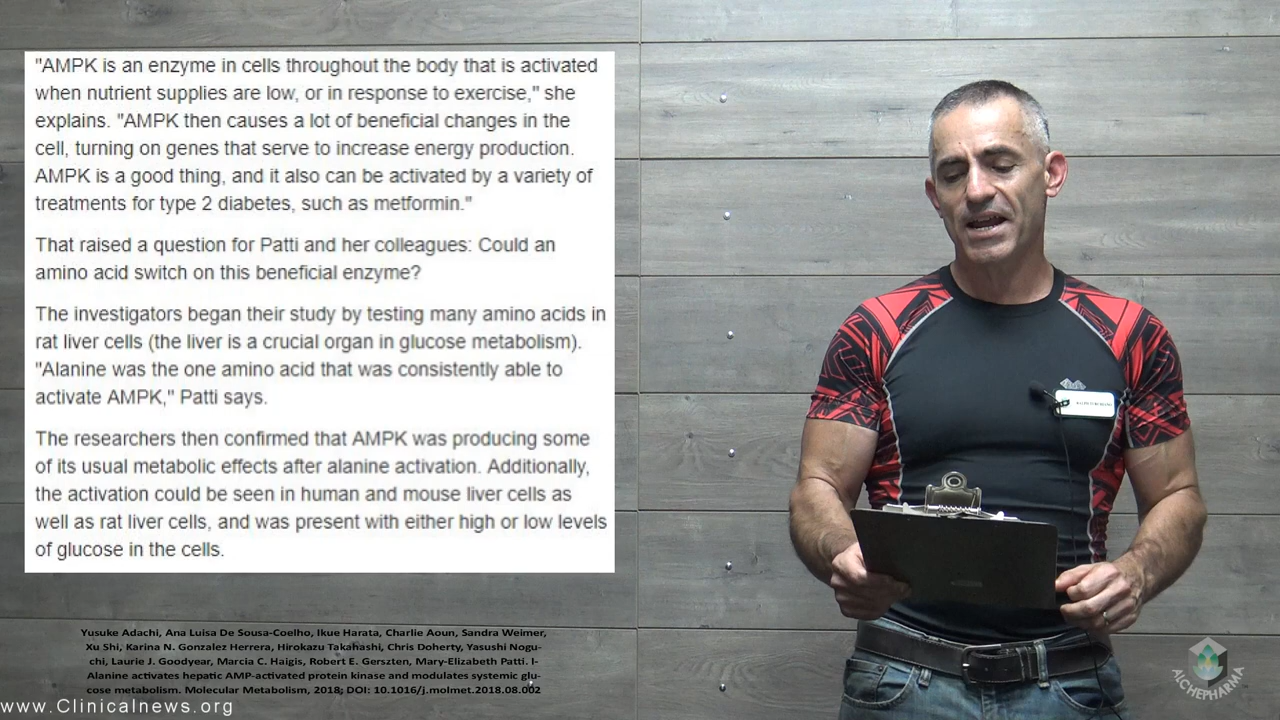 "AMPK is an enzyme in cells throughout the body that is activated
when nutrient supplies are low, or in response to exercise," she
explains. "AMPK then causes a lot of beneficial changes in the
cell, turning on genes that serve to increase energy production.
AMPK is a good thing, and it also can be activated by a variety of
treatments for type 2 diabetes, such as metformin."
That raised a question for Patti and her colleagues: Could an
amino acid switch on this beneficial enzyme?
The investigators began their study by testing many amino acids in
rat liver cells (the liver is a crucial organ in glucose metabolism).
"Alanine was the one amino acid that was consistently able to
activate AMPK," Patti says.
The researchers then confirmed that AMPK was producing some
of its usual metabolic effects after alanine activation. Additionally,
the activation could be seen in human and mouse liver cells as
well as rat liver cells, and was present with either high or low levels
of glucose in the cells.
Yusuke Adachi, Ana Luisa De Sousa-Coelho, Ikue Harata, Charlie Aoun, Sandra Weimer,
Xu Shi, Karina N. Gonzalez Herrera, Hirokazu Takahashi, Chris Doherty, Yasushi Nogu-
chi, Laurie J. Goodyear, Marcia C. Haigis, Robert E. Gerszten, Mary-Elizabeth Patti. l-
Alanine activates hepatic AMP-activated protein kinase and modulates systemic glu-
cose metabolism. Molecular Metabolism, 2018; DOI: 10.1016/j.molmet.2018.08.002
www.Clinicalnews.org
ALCHEPHARMA